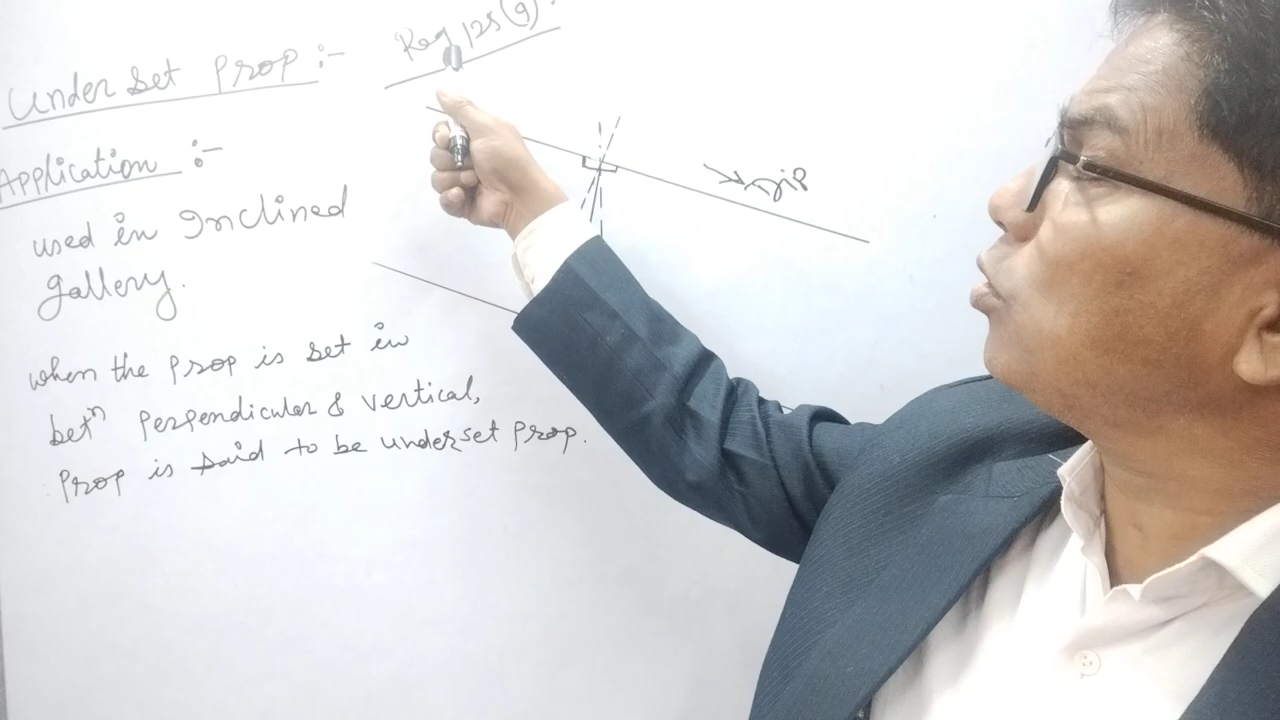 Under Set Prop :-
Reg 125(g).
Application :-
used in Inclined
gallery.
when the Prop is set in
betn Perpendicular & vertical,
Prop is said to be underset prop.
Dip